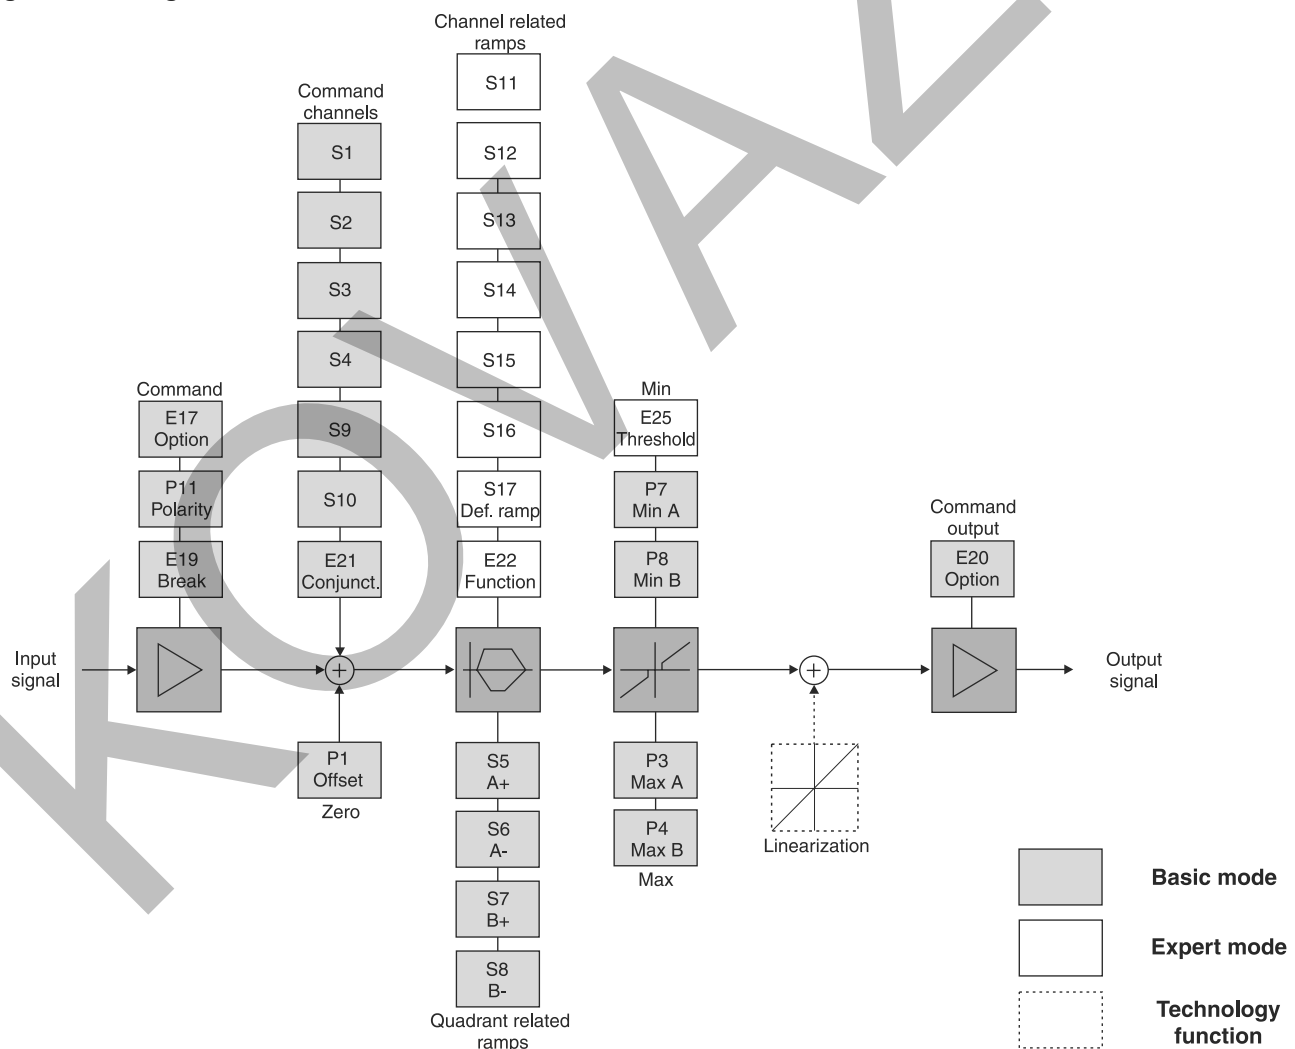 Channel related
ramps
S11
Command
channels
S1
S12
S2
S13
S3
S14
S4
S15
Command
Min
E17
Option
S9
S16
E25
Threshold
P11
Polarity
S10
S17
Def. ramp
P7
Min A
Command
output
E19
Break
E21
Conjunct.
E22
Function
P8
Min B
E20
Option
Input
signal
Output
signal
P1
Offset
Zero
S5
A+
P3
Max A
S6
A-
P4
Max B
Max
Linearization
S7
B+
S8
B-
Quadrant related
ramps
Basic mode
Expert mode
Technology
function